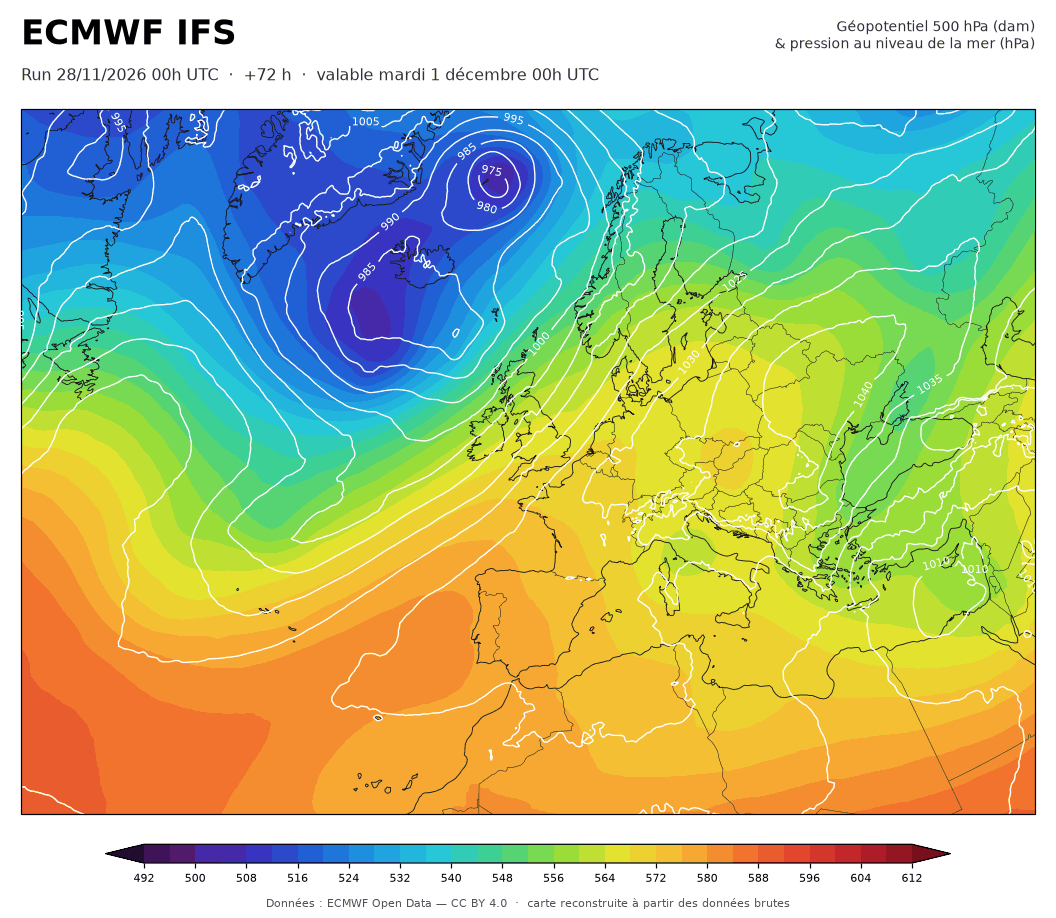 ECMWF IFS
Géopotentiel 500 hPa (dam)
& pression au niveau de la mer (hPa)
Run 28/11/2026 00h UTC · +72 h · valable mardi 1 décembre 00h UTC
995
1005
995
985
975
980
990
985
1000
1025
1030
1040
1035
1010
1010
492 500 508 516 524 532 540 548 556 564 572 580 588 596 604 612
Données : ECMWF Open Data — CC BY 4.0 · carte reconstruite à partir des données brutes